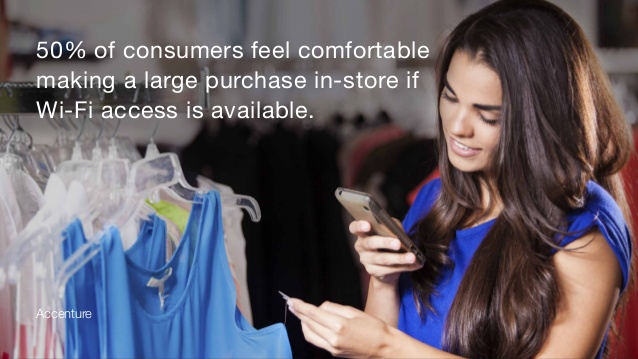 50% of consumers feel comfortable
making a large purchase in-store if
Wi-Fi access is available.
Accenture